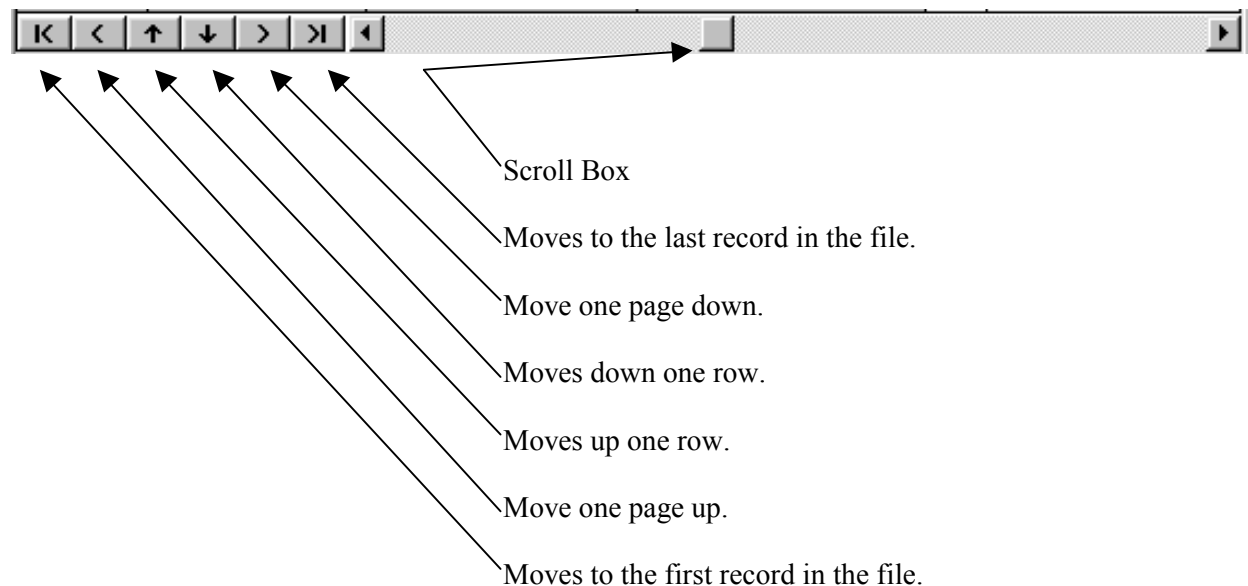 Scroll Box
Moves to the last record in the file.
Move one page down.
Moves down one row.
Moves up one row.
Move one page up.
Moves to the first record in the file.